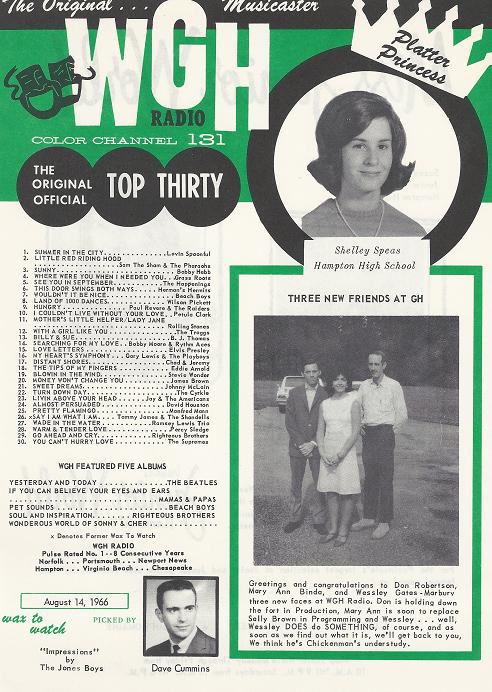 The Original . . . Musicaster
WGH
RADIO
COLOR CHANNEL 131
Platter
Princess
THE
ORIGINAL
OFFICIAL
TOP THIRTY
Shelley Speas
Hampton High School
1. SUMMER IN THE CITY. . . . . . . . . . . . . .Lovin Spoonful
2. LITTLE RED RIDING HOOD
. . . . . . . . . . . . . . . . . .Sam The Sham & The Pharaohs
3. SUNNY. . . . . . . . . . . . . . . . . . . . . . . . Bobby Hebb
4. WHERE WERE YOU WHEN I NEEDED YOU. . .Grass Roots
5. SEE YOU IN SEPTEMBER. . . . . . . . The Happenings
6. THIS DOOR SWINGS BOTH WAYS. . Herman's Hermits
7. WOULDN'T IT BE NICE. . . . . . . . . . . Beach Boys
8. LAND OF 1000 DANCES. . . . . . . . . Wilson Pickett
9. HUNGRY. . . . . . . . . Paul Revere & The Raiders
10. I COULDN'T LIVE WITHOUT YOUR LOVE. .Petula Clark
11. MOTHER'S LITTLE HELPER/LADY JANE
. . . . . . . . . . . . . . . . . . . . . . . . .Rolling Stones
12. WITH A GIRL LIKE YOU. . . . . . . . . . .The Troggs
13. BILLY & SUE. . . . . . . . . . . . . . . . .B. J. Thomas
14. SEARCHING FOR MY LOVE. .Bobby Moore & Rythm Aces
15. LOVE LETTERS. . . . . . . . . . . . . . .Elvis Presley
16. MY HEART'S SYMPHONY. . . Gary Lewis & The Playboys
17. DISTANT SHORES. . . . . . . . . . . .Chad & Jeremy
18. THE TIPS OF MY FINGERS. . . . . . . . Eddie Arnold
19. BLOWIN IN THE WIND. . . . . . . . . . Stevie Wonder
20. MONEY WON'T CHANGE YOU. . . . . . . James Brown
21. SWEET DREAMS. . . . . . . . . . . . .Johnny McLain
22. TURN DOWN DAY. . . . . . . . . . . . . .The Cyrkle
23. LIVIN ABOVE YOUR HEAD. . . . .Jay & The Americans
24. ALMOST PERSUADED. . . . . . . . . . David Houston
25. PRETTY FLAMINGO. . . . . . . . . . . .Manfred Mann
26. xSAY I AM WHAT I AM. . . . Tommy James & The Shondells
27. WADE IN THE WATER. . . . . . . .Ramsey Lewis Trio
28. WARM & TENDER LOVE. . . . . . . . . .Percy Sledge
29. GO AHEAD AND CRY. . . . . . . .Righteous Brothers
30. YOU CAN'T HURRY LOVE. . . . . . . . .The Supremes
WGH FEATURED FIVE ALBUMS
YESTERDAY AND TODAY . . . . . . . . . . . .THE BEATLES
IF YOU CAN BELIEVE YOUR EYES AND EARS
. . . . . . . . . . . . . . . . . . . . . . . . .MAMAS & PAPAS
PET SOUNDS . . . . . . . . . . . . . . . . . .BEACH BOYS
SOUL AND INSPIRATION. . . . . . .RIGHTEOUS BROTHERS
WONDEROUS WORLD OF SONNY & CHER . . . . . . . . . . .
x Denotes Former Wax To Watch
WGH RADIO
Pulse Rated No. 1--8 Consecutive Years
Norfolk . . . Portsmouth . . . Newport News
Hampton . . . Virginia Beach . . . Chesapeake
August 14, 1966
wax to
watch
PICKED BY
"Impressions"
by
The Jones Boys
Dave Cummins
THREE NEW FRIENDS AT GH
Greetings and congratulations to Don Robertson,
Mary Ann Binda, and Wessley Gates-Marbury
three new faces at WGH Radio. Don is holding down
the fort in Production, Mary Ann is soon to replace
Selly Brown in Programming and Wessley . . . well,
Wessley DOES do SOMETHING, of course, and as
soon as we find out what it is, we'll get back to you,
We think he's Chickenman's understudy.